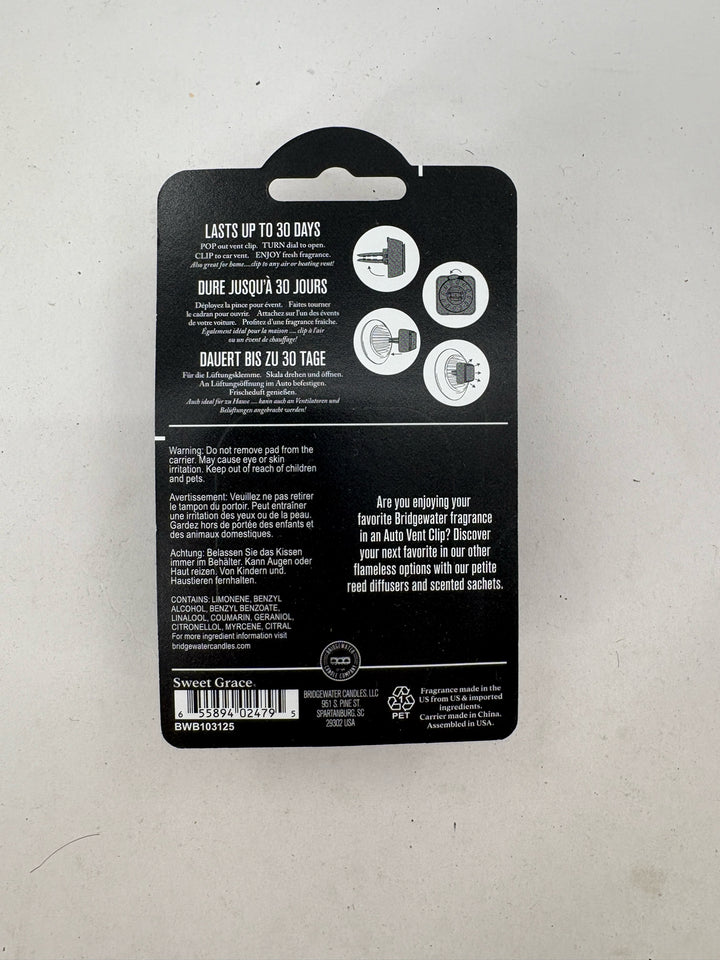 LASTS UP TO 30 DAYS
POP out vent clip. TURN dial to open.
CLIP to car vent. ENJOY fresh fragrance.
Also great for home....clip to any air or heating vent!
DURE JUSQU'À 30 JOURS
Déployez la pince pour évent. Faites tourner
le cadran pour ouvrir. Attachez sur l'un des évents
de votre voiture. Profitez d'une fragrance fraîche.
Également idéal pour la maison .... clip à l'air
ou un évent de chauffage!
DAUERT BIS ZU 30 TAGE
Für die Lüftungsklemme. Skala drehen und öffnen.
An Lüftungsöffnung im Auto befestigen.
Frischeduft genießen.
Auch ideal für zu Hause .... kann auch an Ventilatoren und
Belüftungen angebracht werden!
Warning: Do not remove pad from the
carrier. May cause eye or skin
irritation. Keep out of reach of children
and pets.
Avertissement: Veuillez ne pas retirer
le tampon du portoir. Peut entraîner
une irritation des yeux ou de la peau.
Gardez hors de portée des enfants et
des animaux domestiques.
Achtung: Belassen Sie das Kissen
immer im Behälter. Kann Augen oder
Haut reizen. Von Kindern und
Haustieren fernhalten.
CONTAINS: LIMONENE, BENZYL
ALCOHOL, BENZYL BENZOATE,
LINALOOL, COUMARIN, GERANIOL,
CITRONELLOL, MYRCENE, CITRAL
For more ingredient information visit
bridgewatercandles.com
Are you enjoying your
favorite Bridgewater fragrance
in an Auto Vent Clip? Discover
your next favorite in our other
flameless options with our petite
reed diffusers and scented sachets.
BRIDGEWATER
CANDLE COMPANY
Sweet Grace
6 55894 02479 5
BWB103125
BRIDGEWATER CANDLES, LLC
951 S. PINE ST.
SPARTANBURG, SC
29302 USA
1
PET
Fragrance made in the
US from US & imported
ingredients.
Carrier made in China.
Assembled in USA.